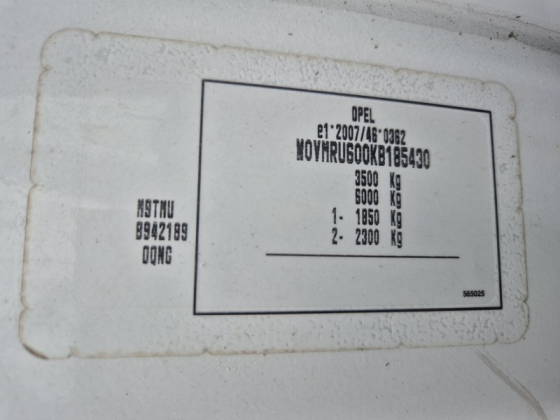 OPEL
e1*2007/46*0362
W0VMRU600KB185430
3500 Kg
6000 Kg
1- 1850 Kg
2- 2300 Kg
M9TMU
8942189
0QNG
565025